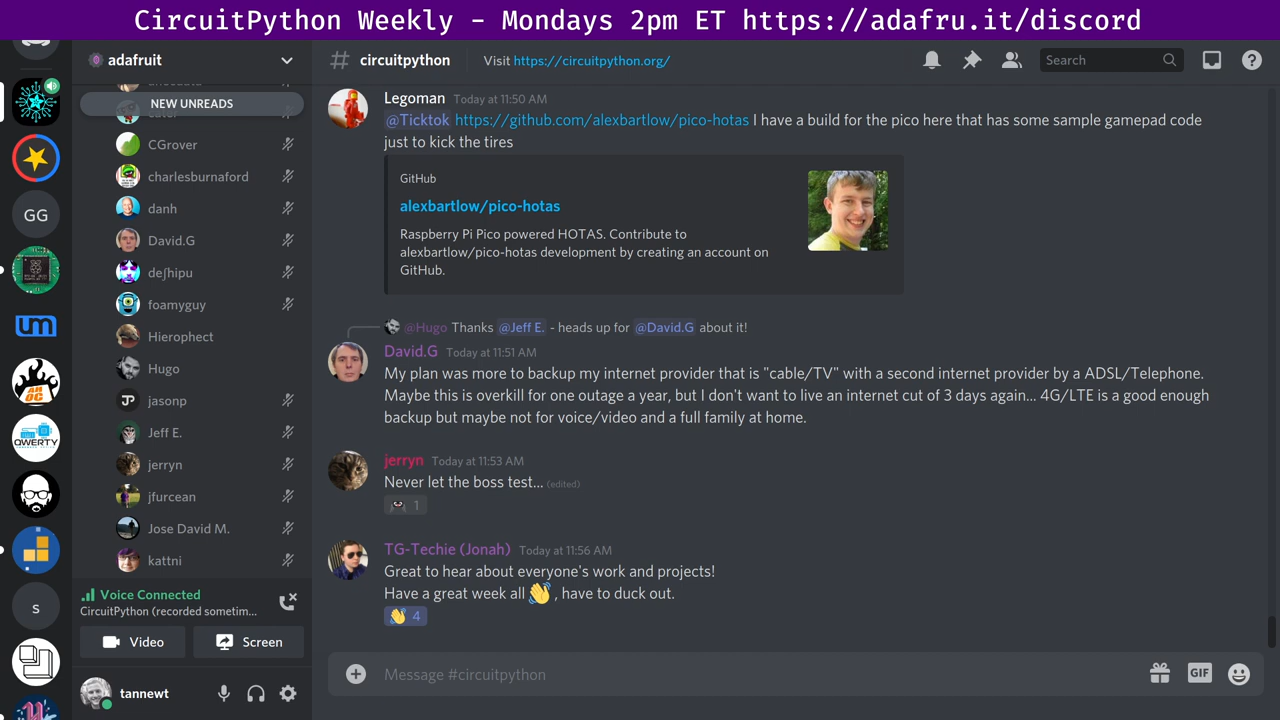 CircuitPython Weekly - Mondays 2pm ET https://adafru.it/discord
adafruit
NEW UNREADS
CGrover
charlesburnaford
danh
David.G
deʃhipu
foamyguy
Hierophect
Hugo
jasonp
Jeff E.
jerryn
jfurcean
Jose David M.
kattni
Voice Connected
CircuitPython (recorded sometim...
Video
Screen
tannewt
GG
um
AHOC
QWERTY
s
JP
# circuitpython
Visit https://circuitpython.org/
Search
Legoman Today at 11:50 AM
@Ticktok https://github.com/alexbartlow/pico-hotas I have a build for the pico here that has some sample gamepad code
just to kick the tires
GitHub
alexbartlow/pico-hotas
Raspberry Pi Pico powered HOTAS. Contribute to
alexbartlow/pico-hotas development by creating an account on
GitHub.
@Hugo Thanks @Jeff E. - heads up for @David.G about it!
David.G Today at 11:51 AM
My plan was more to backup my internet provider that is "cable/TV" with a second internet provider by a ADSL/Telephone.
Maybe this is overkill for one outage a year, but I don't want to live an internet cut of 3 days again... 4G/LTE is a good enough
backup but maybe not for voice/video and a full family at home.
jerryn Today at 11:53 AM
Never let the boss test... (edited)
1
TG-Techie (Jonah) Today at 11:56 AM
Great to hear about everyone's work and projects!
Have a great week all 👋, have to duck out.
👋 4
Message #circuitpython
GIF